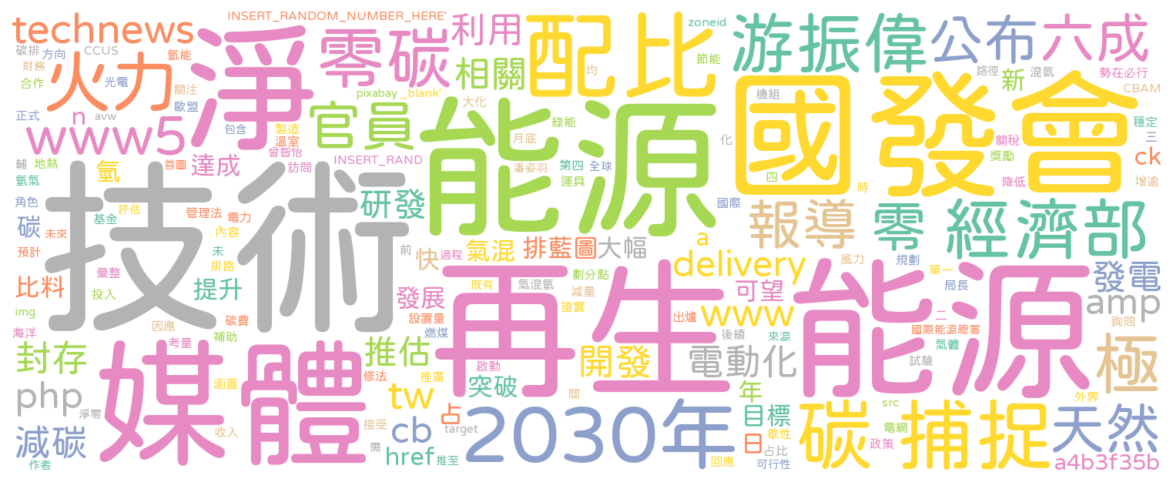 technews
INSERT_RANDOM_NUMBER_HERE'
零碳
利用
配比
zoneid
游振偉
公布
六成
碳排
方向
CCUS
氫能
財務
合作
光電
關注
火力
淨
相關
均
節能
路徑
混氨
勢在必行
新
機組
CBAM
歐盟
pixabay
_blank'
大化
正式
n
avw
www5
包含
製造
溫室
官員
能源
月底
綠能
化
國發會
穩定
三
關稅
獎勵
ck
輔
地熱
首圖
達成
曾智怡
訪問
INSERT_RAND
潘姿羽
第四
全球
運具
四
時
降低
增逾
氫氣
氫
技術
研發
國際
角色
碳
基金
評估
管理法
電力
內容
報導
零
經濟部
未來
預計
未
前
快
過程
氣混
排藍圖
大幅
a
風力
規劃
單一
局長
彙整
排路
比料
投入
提升
氣混氨
劃分點
delivery
發電
既有
減量
可望
amp
img
發展
設置量
證實
www
再生
能源
二
國際能源總署
詢問
海洋
因應
碳費
補助
燃煤
出爐
後續
來源
氣體
考量
封存
媒體
推估
啟動
開發
電動化
試驗
極
修法
推廣
突破
涵蓋
間
年
外界
php
淨零
tw
占
2030年
目標
src
碳
捕捉
天然
減碳
收入
接受
cb
target
日
歇性
電網
占比
政策
作者
需
href
推至
回應
可行性
a4b3f35b